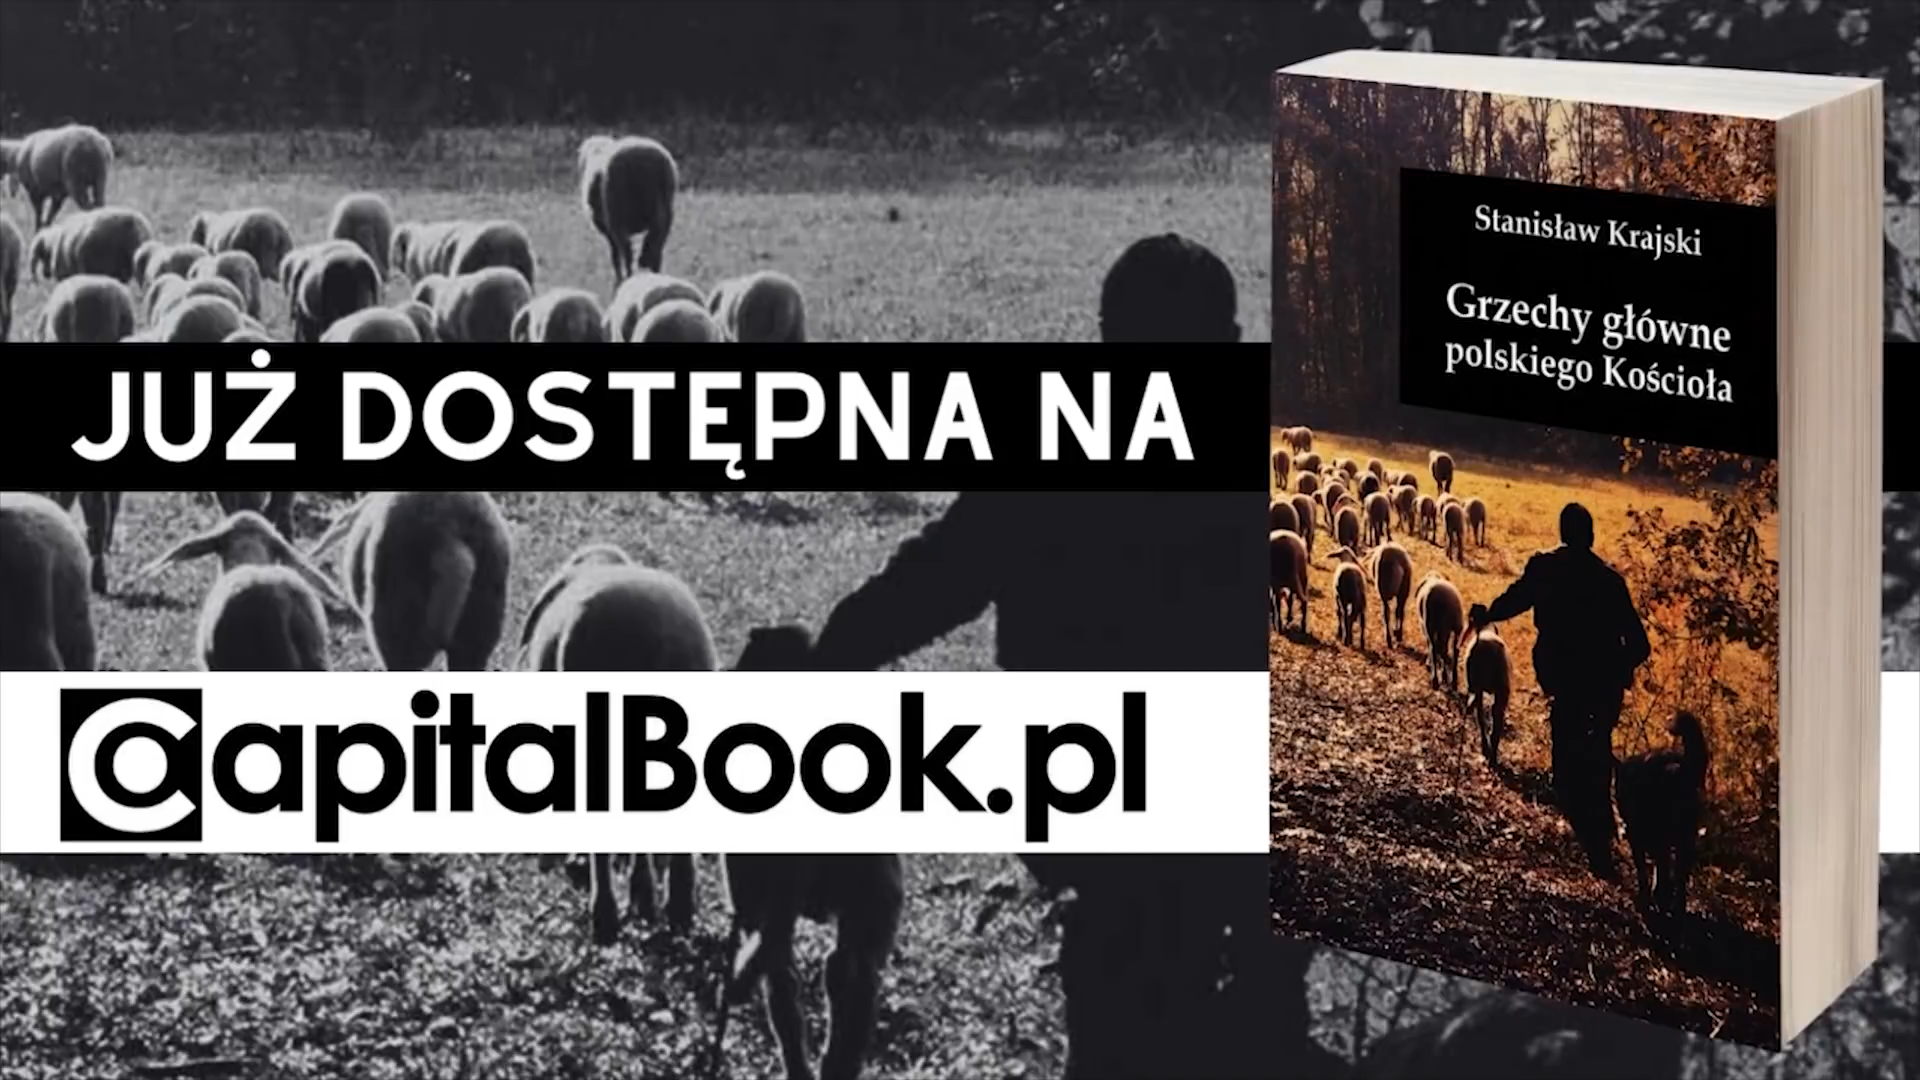 JUŻ DOSTĘPNA NA
CapitalBook.pl
Stanisław Krajski
Grzechy główne
polskiego Kościoła